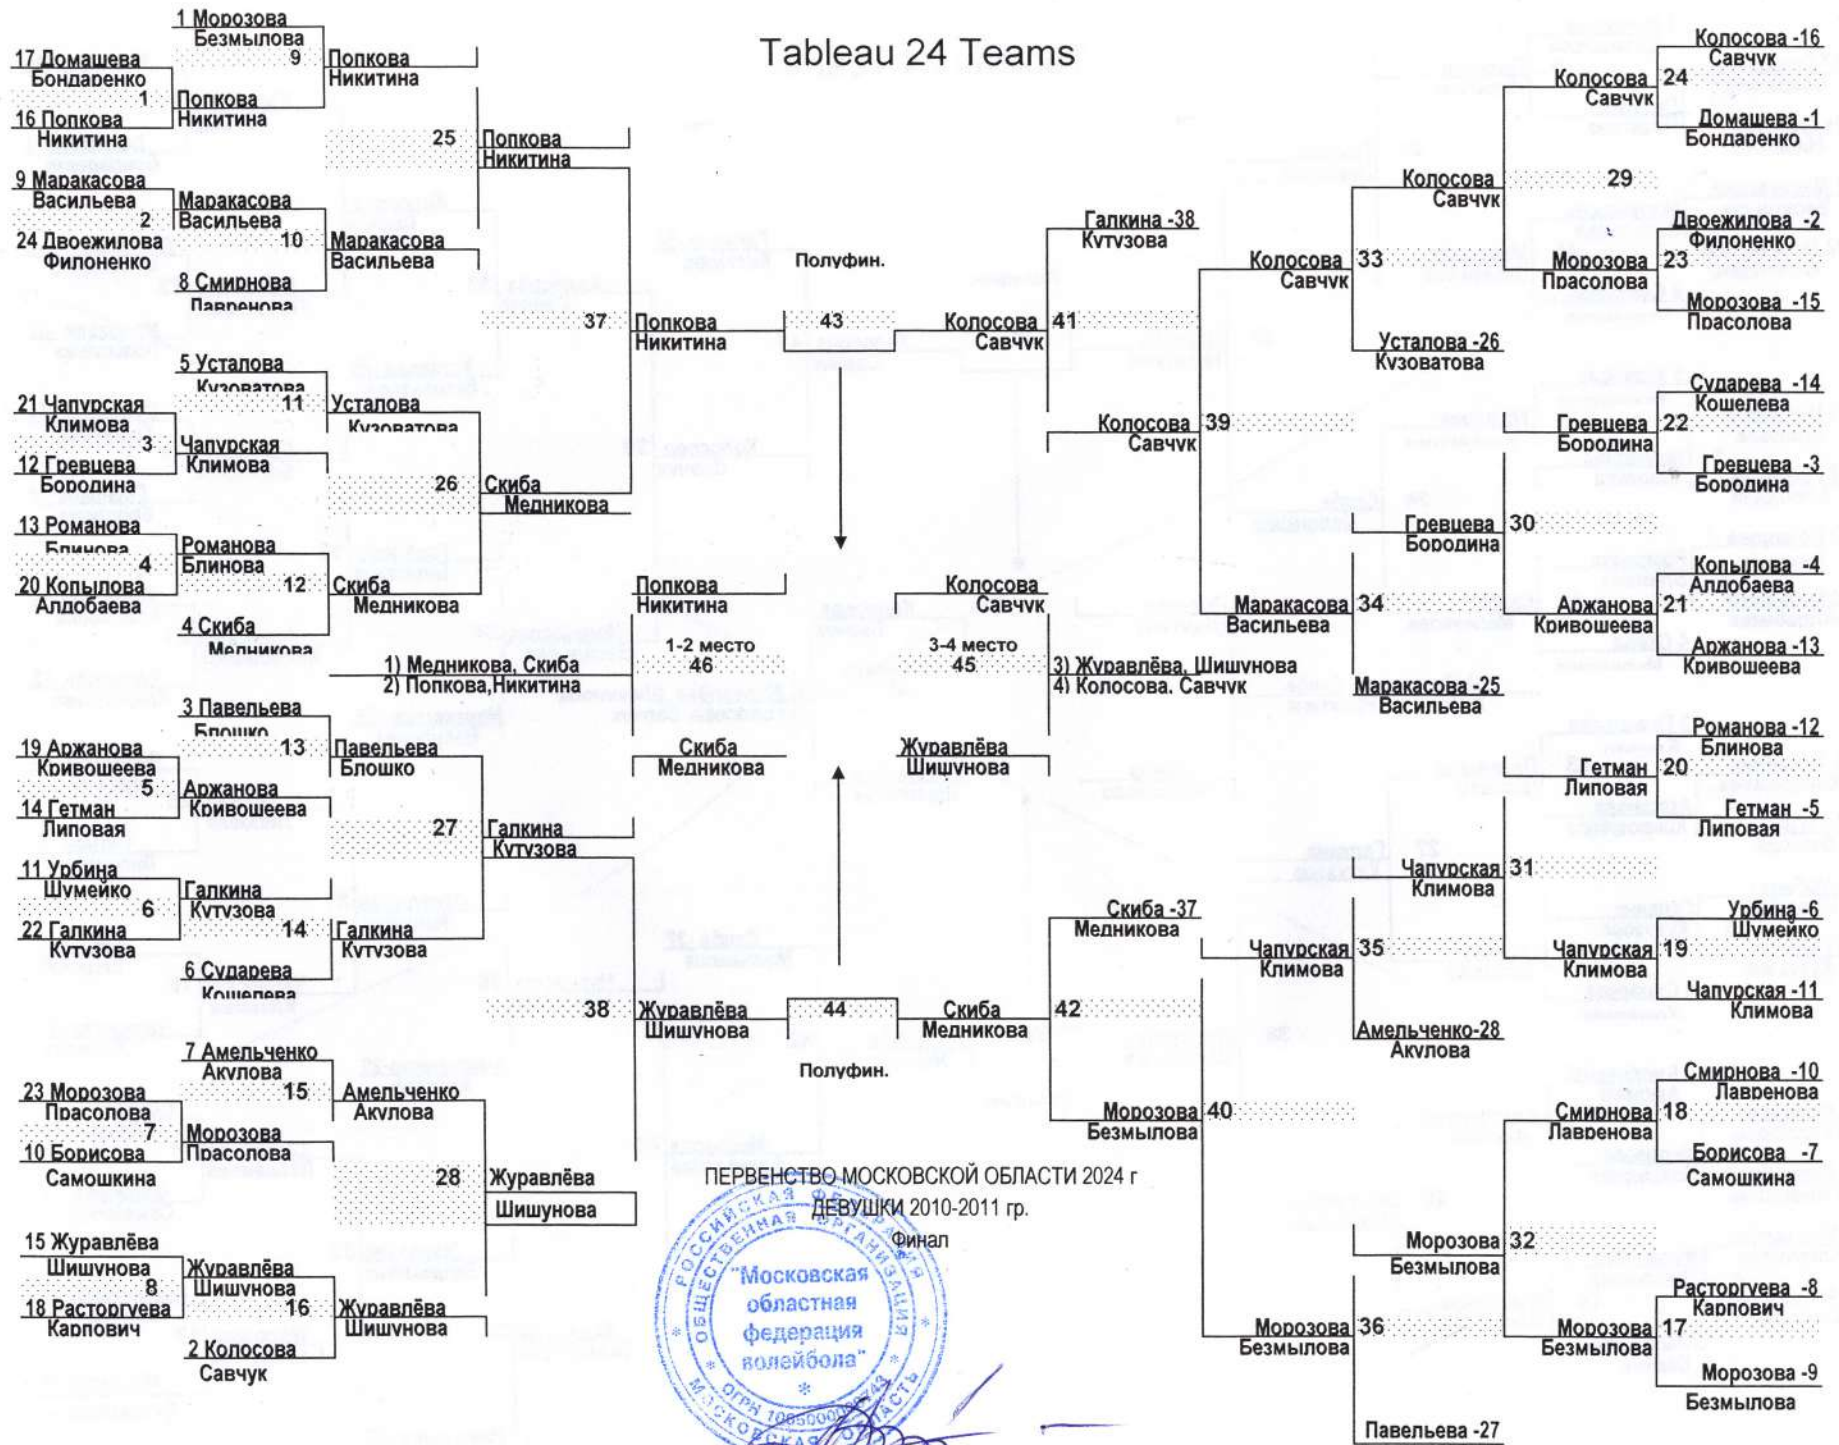 Tableau 24 Teams
1 Морозова
Безмылова
17 Домашева
Бондаренко
9
Попкова
Никитина
1
Попкова
Никитина
16 Попкова
Никитина
25
Попкова
Никитина
9 Маракасова
Васильева
2
Маракасова
Васильева
24 Двоежилова
Филоненко
10
Маракасова
Васильева
8 Смирнова
Лавренова
37
Попкова
Никитина
5 Усталова
Кузоватова
21 Чапурская
Климова
11
Усталова
Кузоватова
3
Чапурская
Климова
12 Гревцева
Бородина
26
Скиба
Медникова
13 Романова
Блинова
4
Романова
Блинова
20 Копылова
Алдобаева
12
Скиба
Медникова
4 Скиба
Медникова
3 Павельева
Блошко
19 Аржанова
Кривошеева
13
Павельева
Блошко
5
Аржанова
Кривошеева
14 Гетман
Липовая
27
Галкина
Кутузова
11 Урбина
Шумейко
6
Галкина
Кутузова
22 Галкина
Кутузова
14
Галкина
Кутузова
6 Сударева
Кошелева
38
Журавлёва
Шишунова
7 Амельченко
Акулова
23 Морозова
Прасолова
15
Амельченко
Акулова
7
Морозова
Прасолова
10 Борисова
Самошкина
28
Журавлёва
Шишунова
15 Журавлёва
Шишунова
8
Журавлёва
Шишунова
18 Расторгуева
Карпович
16
Журавлёва
Шишунова
2 Колосова
Савчук
Полуфин.
43
Попкова
Никитина
1-2 место
46
1) Медникова, Скиба
2) Попкова,Никитина
Скиба
Медникова
Колосова
Савчук
3-4 место
45
3) Журавлёва, Шишунова
4) Колосова. Савчук
Журавлёва
Шишунова
44
Полуфин.
Галкина -38
Кутузова
Колосова
Савчук
41
Колосова
Савчук
39
Колосова
Савчук
33
Колосова
Савчук
29
Колосова
Савчук
24
Колосова -16
Савчук
Домашева -1
Бондаренко
Морозова
Прасолова
23
Двоежилова -2
Филоненко
Морозова -15
Прасолова
Усталова -26
Кузоватова
Гревцева
Бородина
22
Сударева -14
Кошелева
Гревцева -3
Бородина
Гревцева
Бородина
30
Маракасова
Васильева
34
Аржанова
Кривошеева
21
Копылова -4
Алдобаева
Аржанова -13
Кривошеева
Маракасова -25
Васильева
Гетман
Липовая
20
Романова -12
Блинова
Гетман -5
Липовая
Чапурская
Климова
31
Скиба -37
Медникова
Скиба
Медникова
42
Чапурская
Климова
35
Чапурская
Климова
19
Урбина -6
Шумейко
Чапурская -11
Климова
Амельченко-28
Акулова
Морозова
Безмылова
40
Смирнова
Лавренова
18
Смирнова -10
Лавренова
Борисова -7
Самошкина
Морозова
Безмылова
32
Морозова
Безмылова
36
Морозова
Безмылова
17
Расторгуева -8
Карпович
Морозова -9
Безмылова
Павельева -27
ПЕРВЕНСТВО МОСКОВСКОЙ ОБЛАСТИ 2024 г
ДЕВУШКИ 2010-2011 гр.
Финал
РОССИЙСКАЯ ФЕДЕРАЦИЯ
ОБЩЕСТВЕННАЯ ОРГАНИЗАЦИЯ
"Московская
областная
федерация
волейбола"
ОГРН
МОСКОВСКАЯ ОБЛАСТЬ